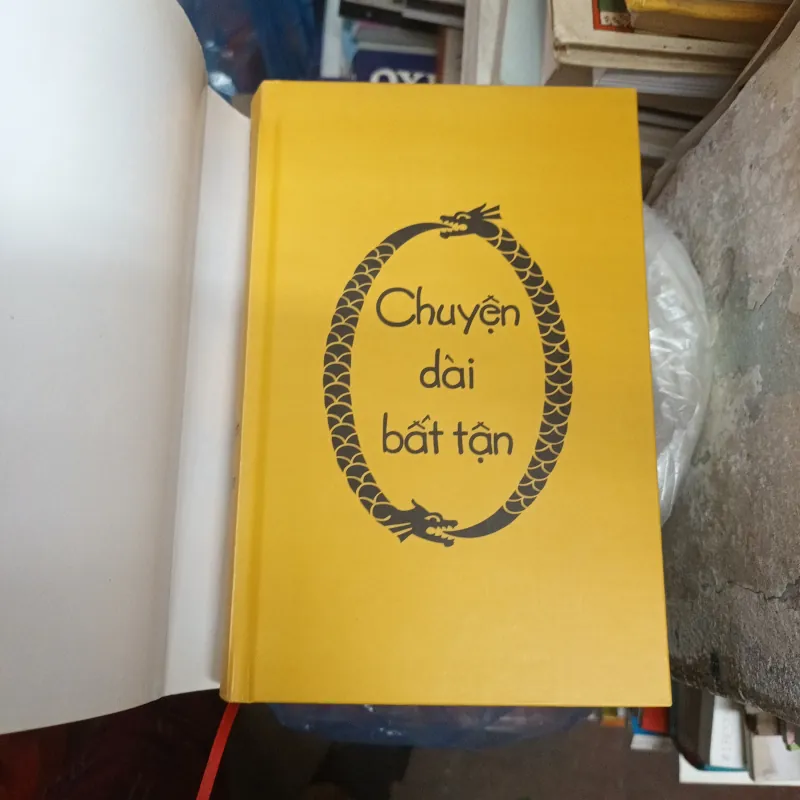 Chuyện
dài
bất tận